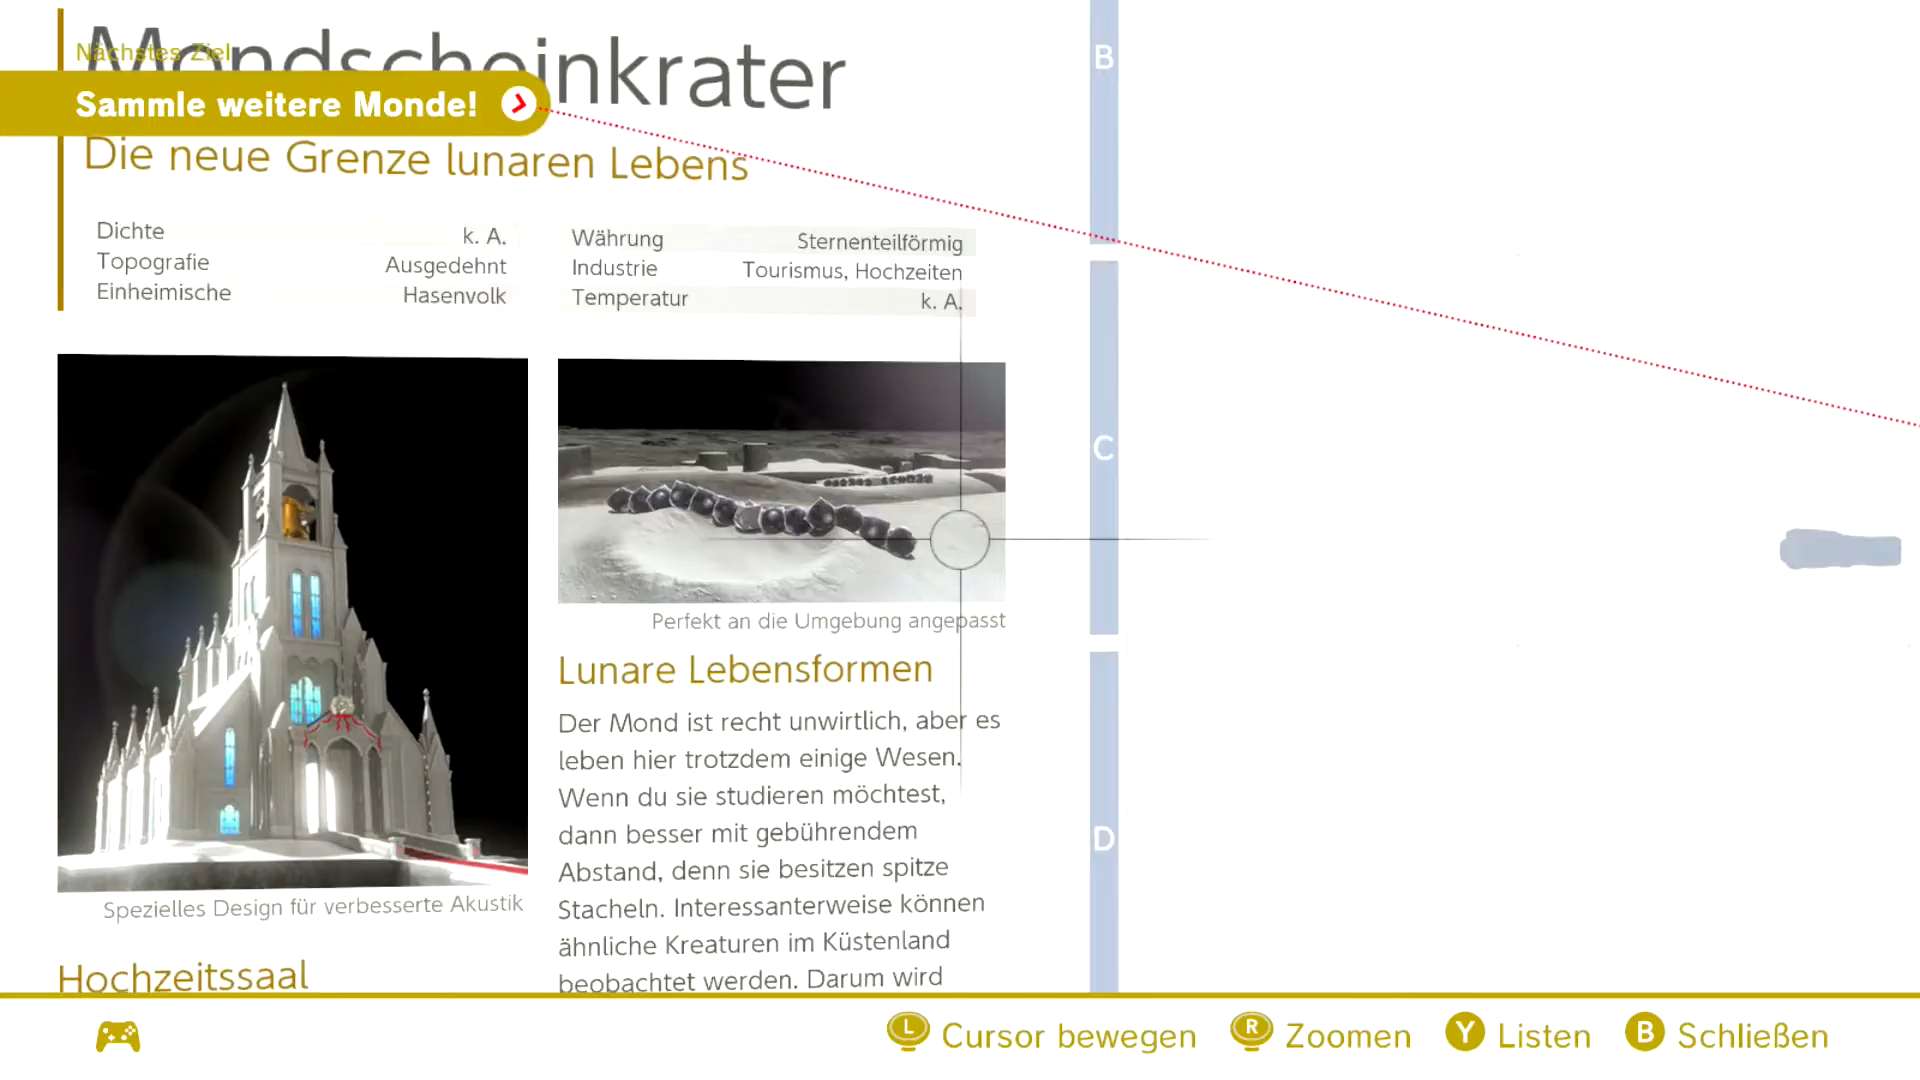 Mondscheinkrater
Nächstes Ziel
Sammle weitere Monde!
Die neue Grenze lunaren Lebens
Dichte k. A.
Topografie Ausgedehnt
Einheimische Hasenvolk
Währung Sternenteilförmig
Industrie Tourismus, Hochzeiten
Temperatur k. A.
Spezielles Design für verbesserte Akustik
Hochzeitssaal
Perfekt an die Umgebung angepasst
Lunare Lebensformen
Der Mond ist recht unwirtlich, aber es
leben hier trotzdem einige Wesen.
Wenn du sie studieren möchtest,
dann besser mit gebührendem
Abstand, denn sie besitzen spitze
Stacheln. Interessanterweise können
ähnliche Kreaturen im Küstenland
beobachtet werden. Darum wird
B
C
D
L Cursor bewegen R Zoomen Y Listen B Schließen